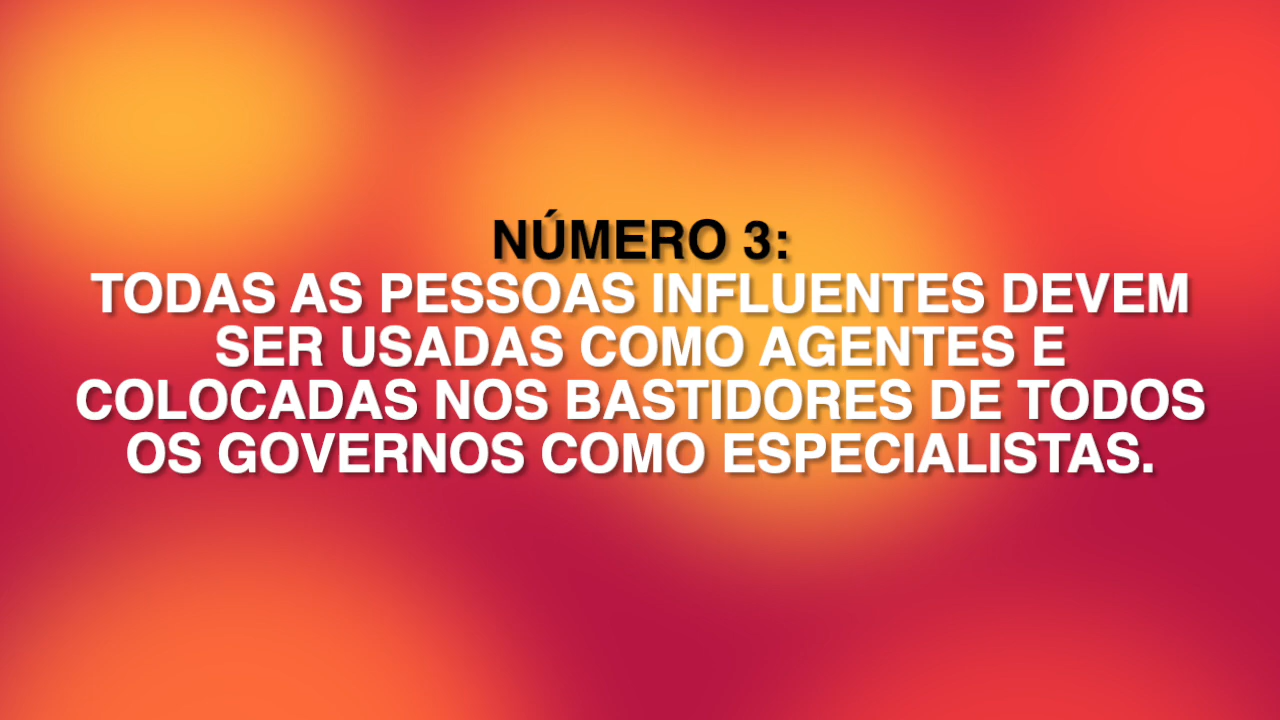 NÚMERO 3:
TODAS AS PESSOAS INFLUENTES DEVEM
SER USADAS COMO AGENTES E
COLOCADAS NOS BASTIDORES DE TODOS
OS GOVERNOS COMO ESPECIALISTAS.